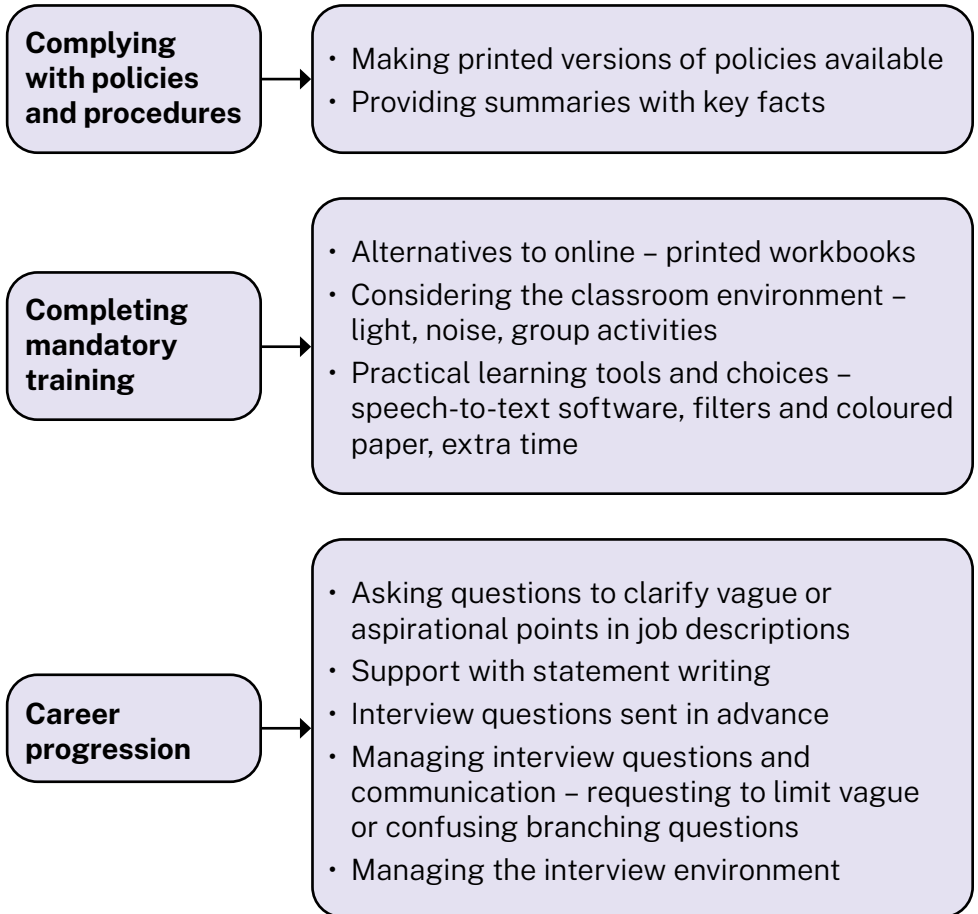 Complying
with policies
and procedures
• Making printed versions of policies available
• Providing summaries with key facts
Completing
mandatory
training
• Alternatives to online – printed workbooks
• Considering the classroom environment –
light, noise, group activities
• Practical learning tools and choices –
speech-to-text software, filters and coloured
paper, extra time
Career
progression
• Asking questions to clarify vague or
aspirational points in job descriptions
• Support with statement writing
• Interview questions sent in advance
• Managing interview questions and
communication – requesting to limit vague
or confusing branching questions
• Managing the interview environment